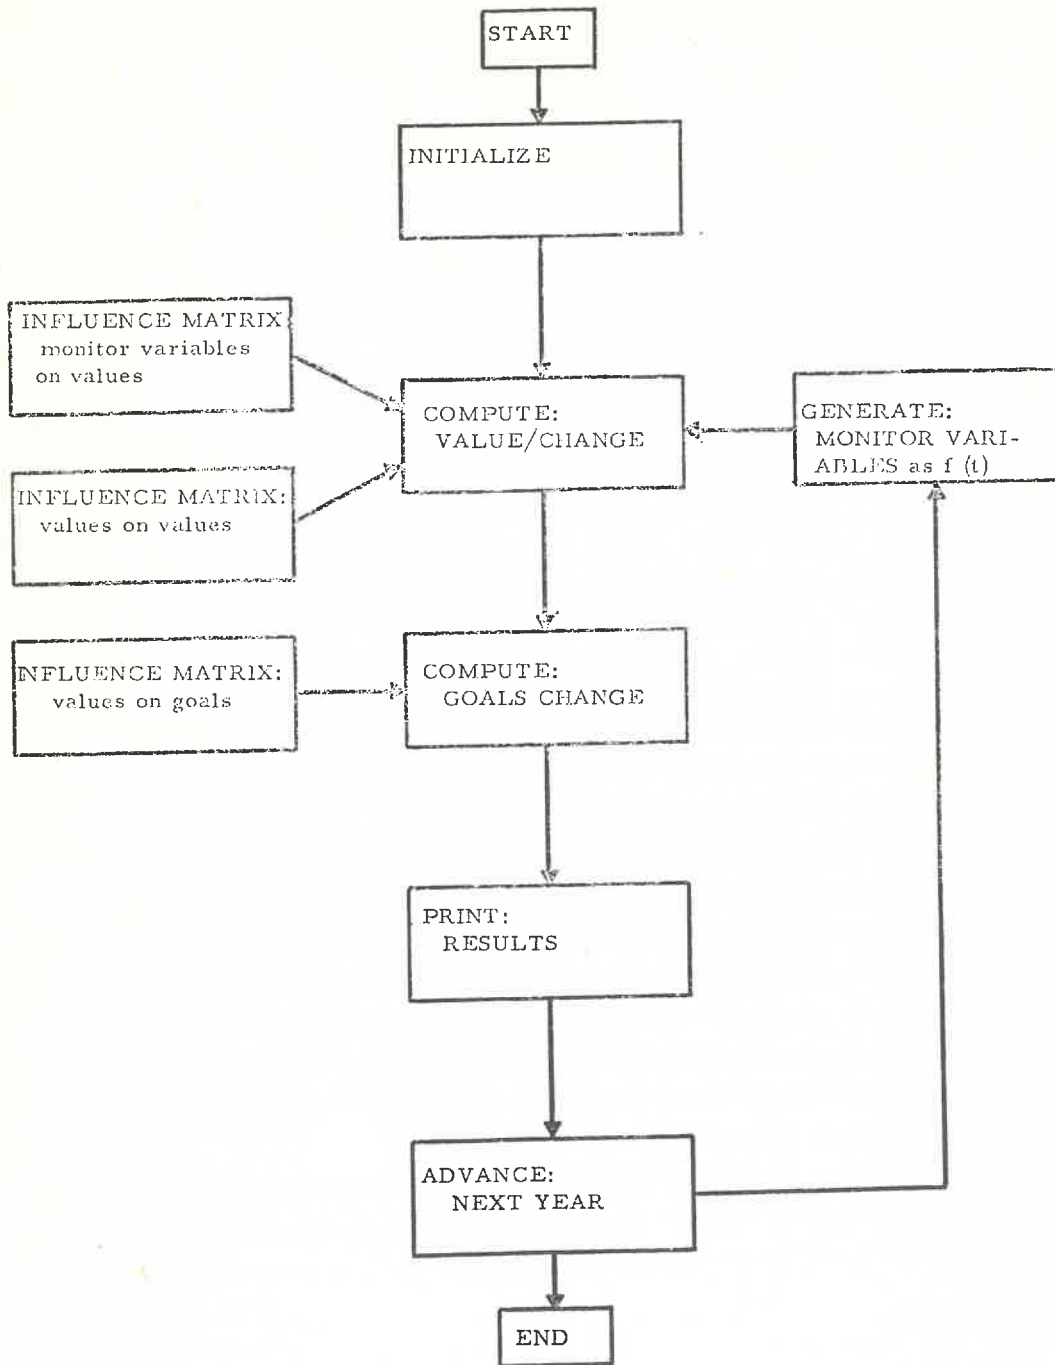 START
INITIALIZE
INFLUENCE MATRIX
monitor variables
on values
COMPUTE:
VALUE/CHANGE
GENERATE:
MONITOR VARI-
ABLES as f (t)
INFLUENCE MATRIX:
values on values
INFLUENCE MATRIX:
values on goals
COMPUTE:
GOALS CHANGE
PRINT:
RESULTS
ADVANCE:
NEXT YEAR
END